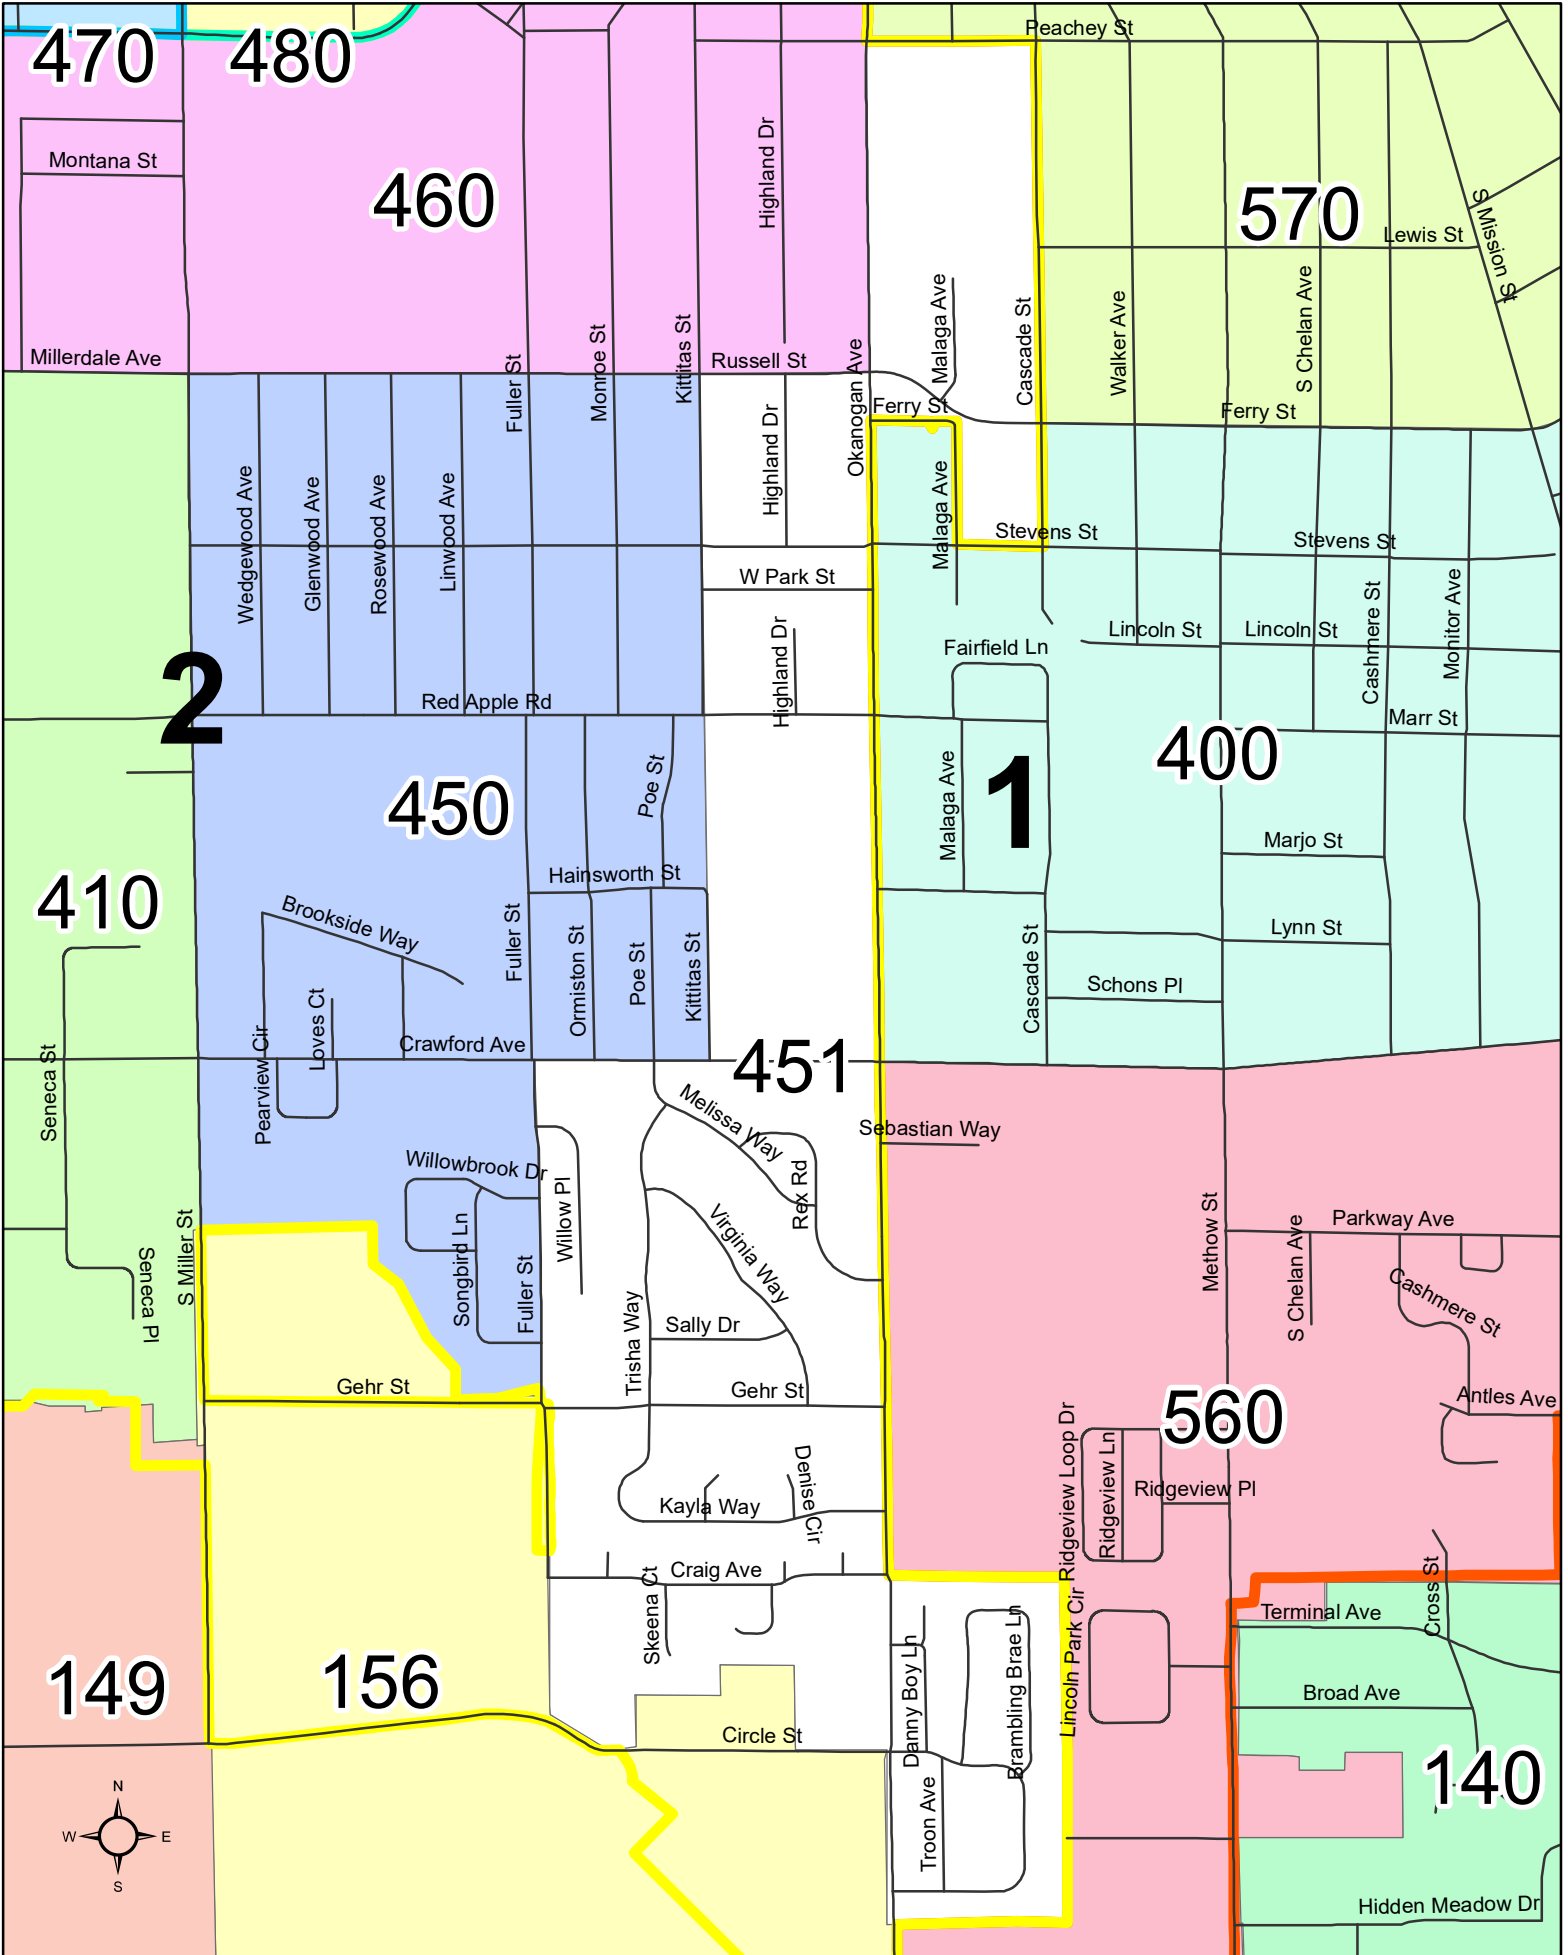 Peachey St
470
480
Montana St
460
Highland Dr
570
Lewis St
S Mission St
Millerdale Ave
Fuller St
Monroe St
Kittitas St
Russell St
Okanogan Ave
Malaga Ave
Cascade St
Walker Ave
S Chelan Ave
Ferry St
Ferry St
Wedgewood Ave
Glenwood Ave
Rosewood Ave
Linwood Ave
Highland Dr
Malaga Ave
Stevens St
Stevens St
W Park St
Cashmere St
Monitor Ave
Lincoln St
Lincoln St
Fairfield Ln
Highland Dr
2
Red Apple Rd
Marr St
400
1
Poe St
450
Malaga Ave
Marjo St
Hainsworth St
410
Brookside Way
Fuller St
Ormiston St
Poe St
Kittitas St
Cascade St
Lynn St
Schons Pl
Loves Ct
Pearview Cir
Crawford Ave
Seneca St
451
Melissa Way
Sebastian Way
Willowbrook Dr
Willow Pl
Rex Rd
S Miller St
Seneca Pl
Songbird Ln
Fuller St
Virginia Way
Methow St
S Chelan Ave
Parkway Ave
Cashmere St
Trisha Way
Sally Dr
Gehr St
Gehr St
Antles Ave
560
Ridgeview Loop Dr
Ridgeview Ln
Ridgeview Pl
Kayla Way
Denise Cir
Craig Ave
Skeena Ct
Cross St
Terminal Ave
Lincoln Park Cir
Brambling Brae Ln
Danny Boy Ln
149
156
Broad Ave
Circle St
140
Troon Ave
N
W
E
S
Hidden Meadow Dr